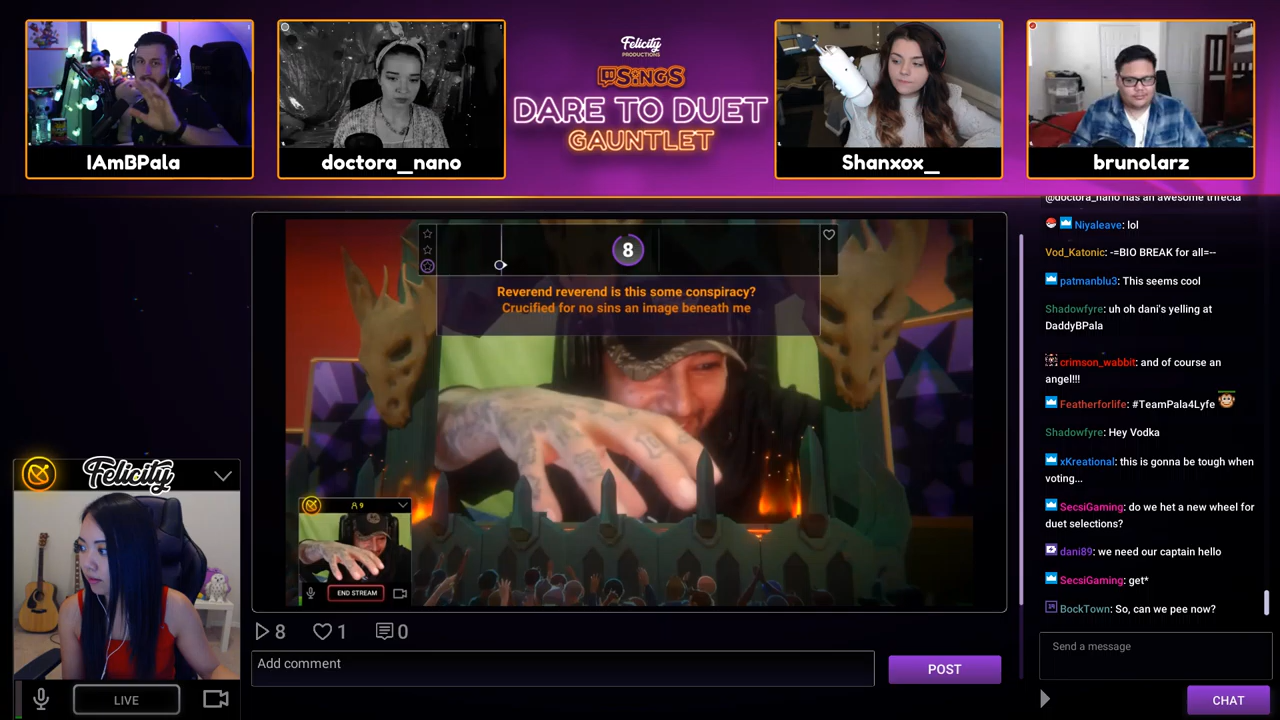 IAmBPala
doctora__nano
Felicity
PRODUCTIONS
SINGS
DARE TO DUET
GAUNTLET
Shanxox_
brunolarz
8
Reverend reverend is this some conspiracy?
Crucified for no sins an image beneath me
9
END STREAM
8
1
0
Add comment
POST
Felicity
LIVE
@doctora_nano has an awesome trifecta
Niyaleave: lol
Vod_Katonic: -=BIO BREAK for all=--
patmanblu3: This seems cool
Shadowfyre: uh oh dani's yelling at
DaddyBPala
crimson_wabbit: and of course an
angel!!!
Featherforlife: #TeamPala4Lyfe
Shadowfyre: Hey Vodka
xKreational: this is gonna be tough when
voting...
SecsiGaming: do we het a new wheel for
duet selections?
dani89: we need our captain hello
SecsiGaming: get*
BockTown: So, can we pee now?
Send a message
CHAT